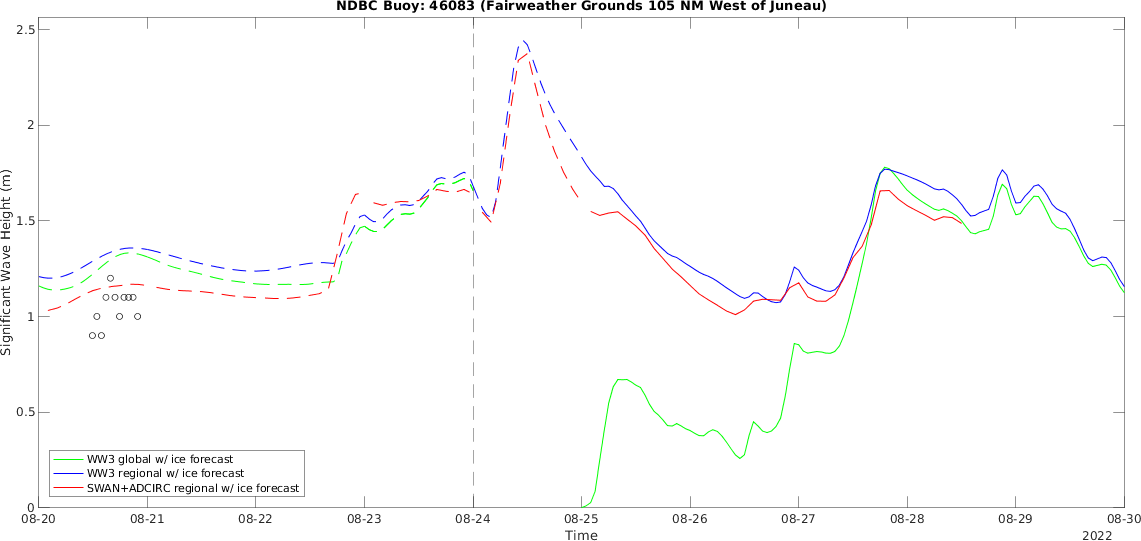 NDBC Buoy: 46083 (Fairweather Grounds 105 NM West of Juneau)
Significant Wave Height (m)
2.5
2
1.5
1
0.5
0
WW3 global w/ ice forecast
WW3 regional w/ ice forecast
SWAN+ADCIRC regional w/ ice forecast
08-20 08-21 08-22 08-23 08-24 08-25 08-26 08-27 08-28 08-29 08-30
Time
2022